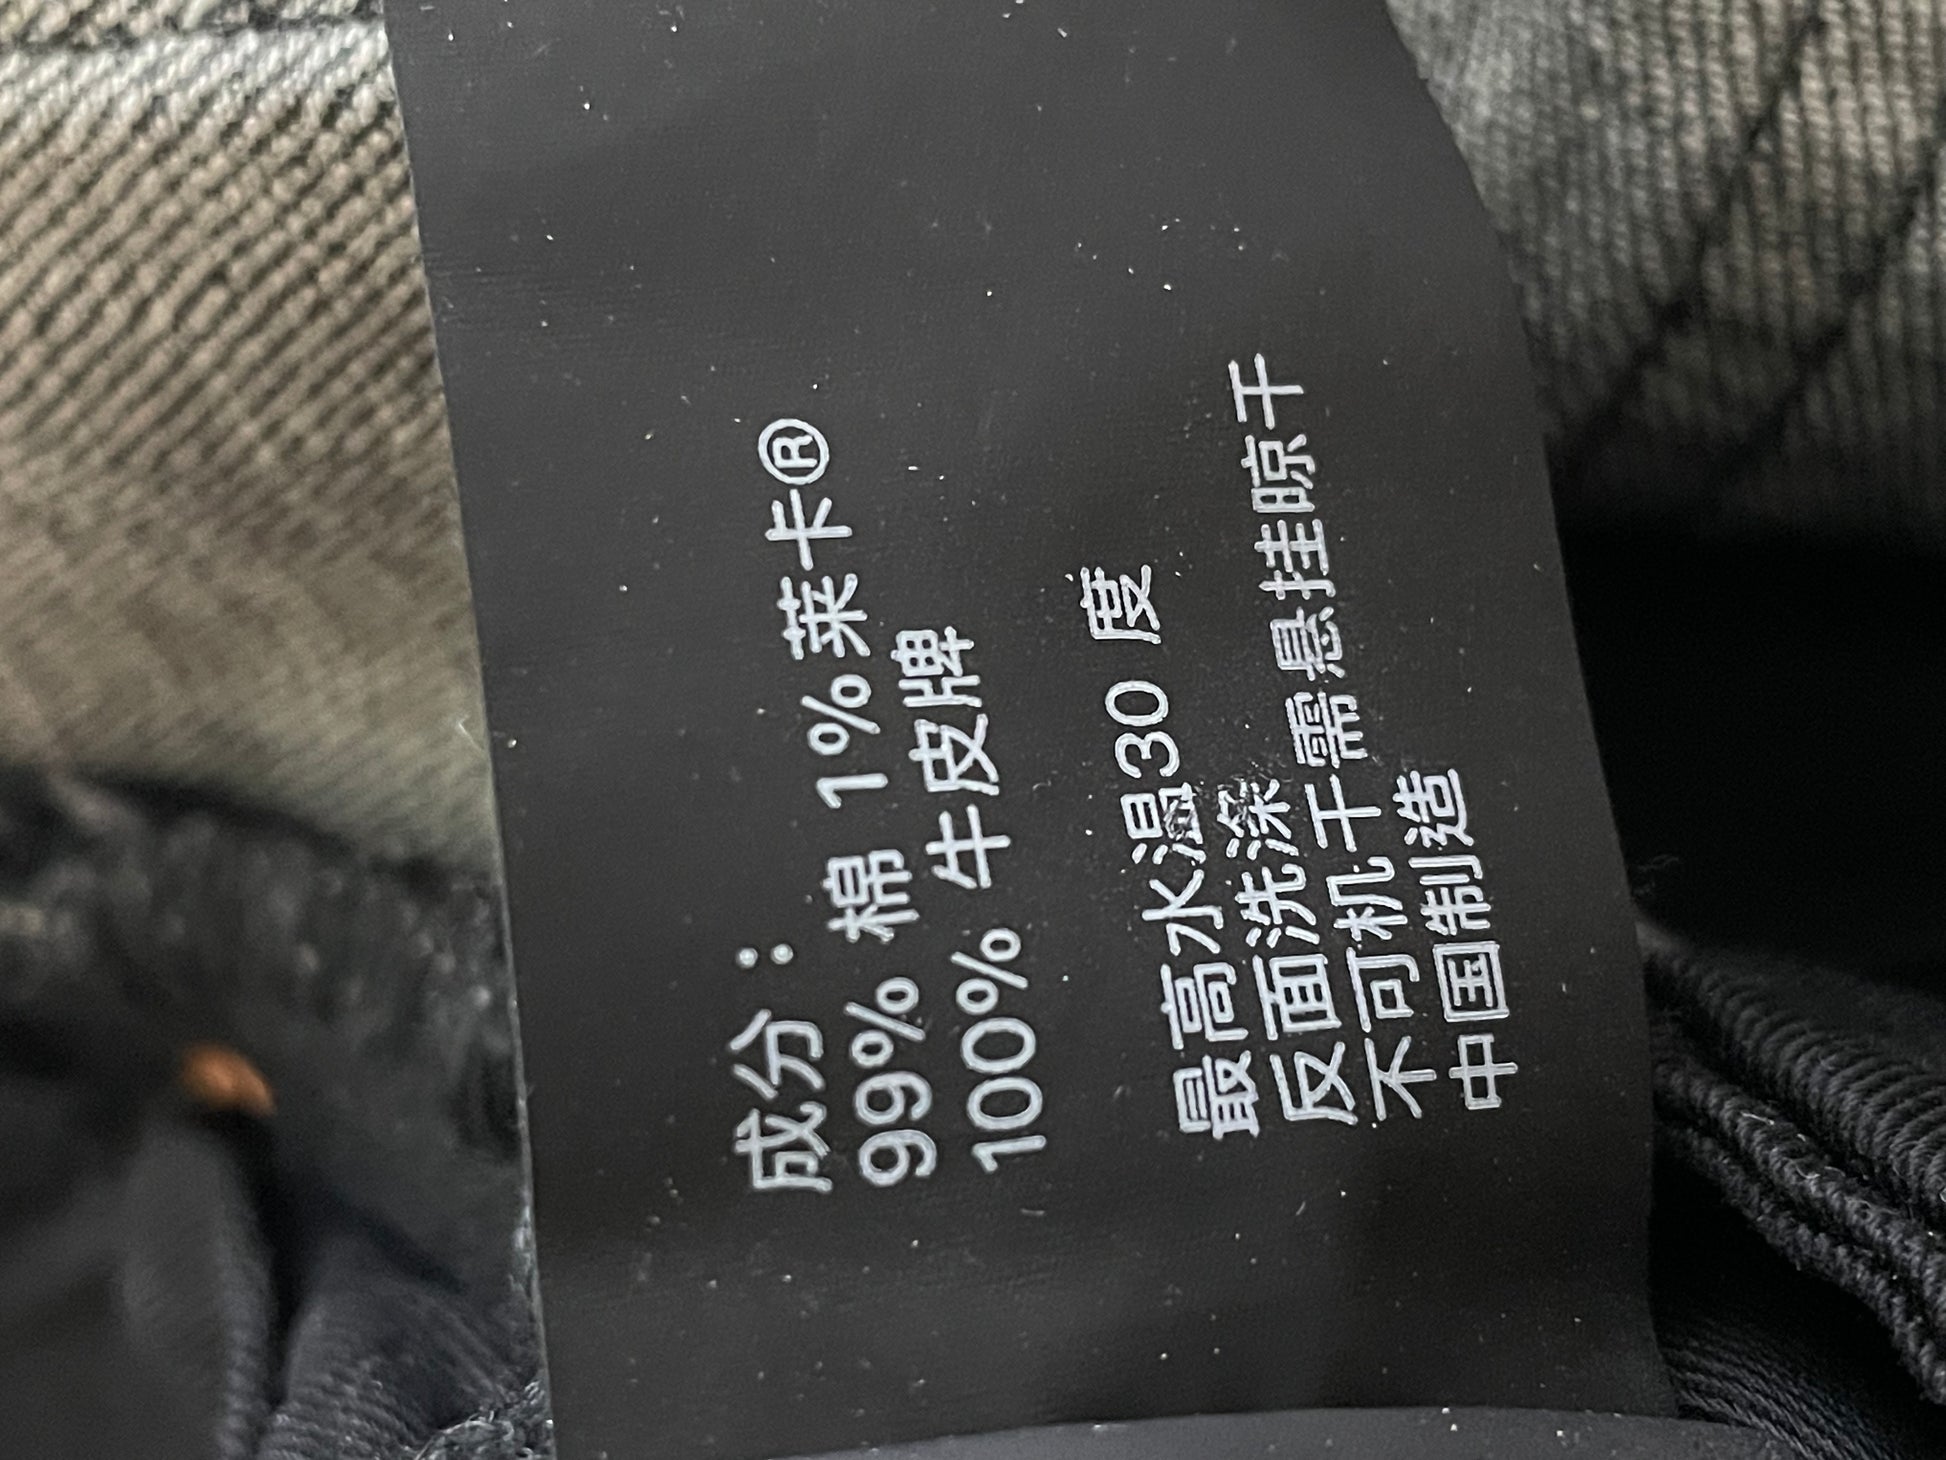 成分：
99% 棉 1% 莱卡®
100% 牛皮牌
最高水温30 度
反面洗涤
不可机干需悬挂晾干
中国制造